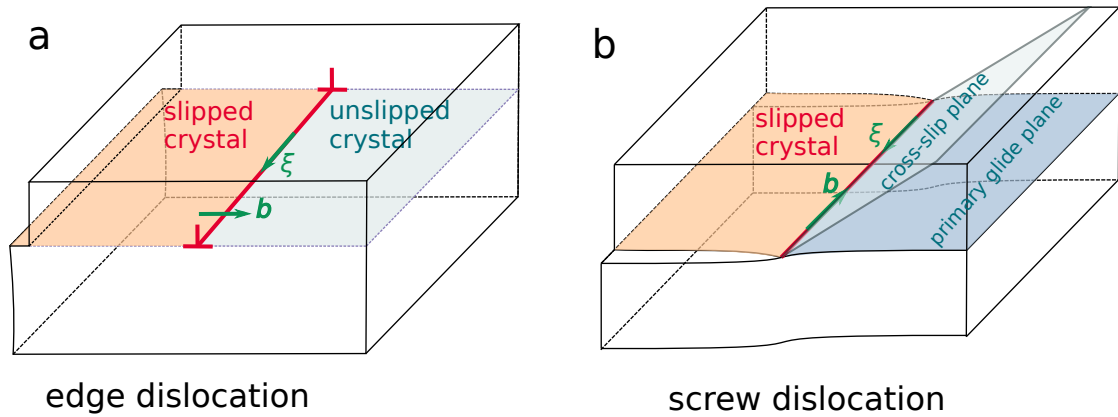 a
slipped
crystal
unslipped
crystal
ξ
b
edge dislocation
b
slipped
crystal
ξ
b
cross-slip plane
primary glide plane
screw dislocation